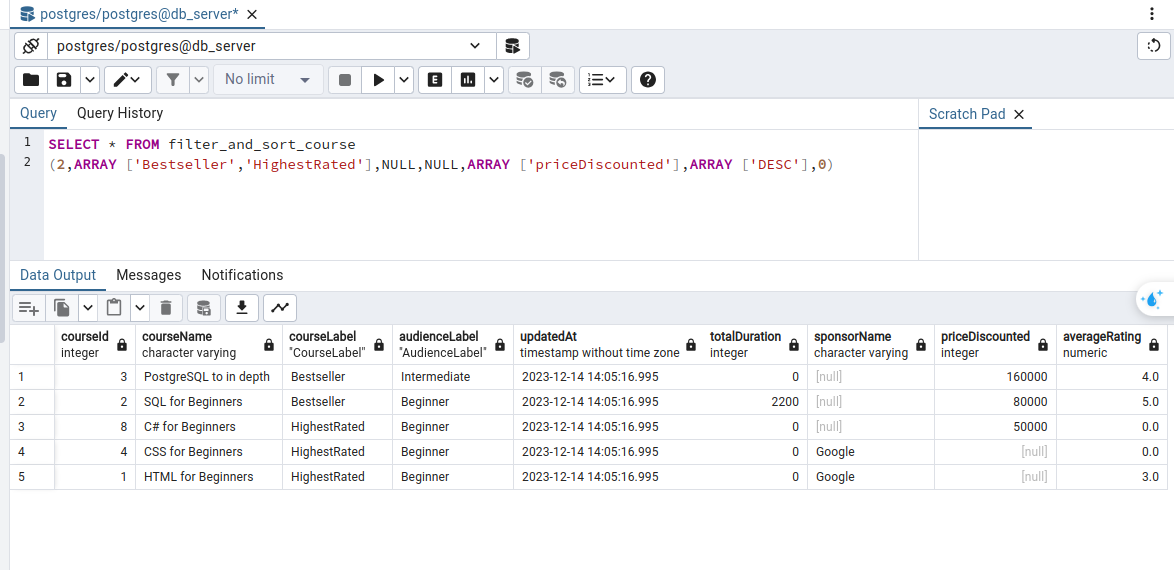 postgres/postgres@db_server*
postgres/postgres@db_server
No limit
E
Query Query History
Scratch Pad
1 SELECT * FROM filter_and_sort_course
2 (2,ARRAY ['Bestseller','HighestRated'],NULL,NULL,ARRAY ['priceDiscounted'],ARRAY ['DESC'],0)
Data Output Messages Notifications
courseId courseName courseLabel audienceLabel updatedAt totalDuration sponsorName priceDiscounted averageRating
integer character varying "CourseLabel" "AudienceLabel" timestamp without time zone integer character varying integer numeric
1 3 PostgreSQL to in depth Bestseller Intermediate 2023-12-14 14:05:16.995 0 [null] 160000 4.0
2 2 SQL for Beginners Bestseller Beginner 2023-12-14 14:05:16.995 2200 [null] 80000 5.0
3 8 C# for Beginners HighestRated Beginner 2023-12-14 14:05:16.995 0 [null] 50000 0.0
4 4 CSS for Beginners HighestRated Beginner 2023-12-14 14:05:16.995 0 Google [null] 0.0
5 1 HTML for Beginners HighestRated Beginner 2023-12-14 14:05:16.995 0 Google [null] 3.0